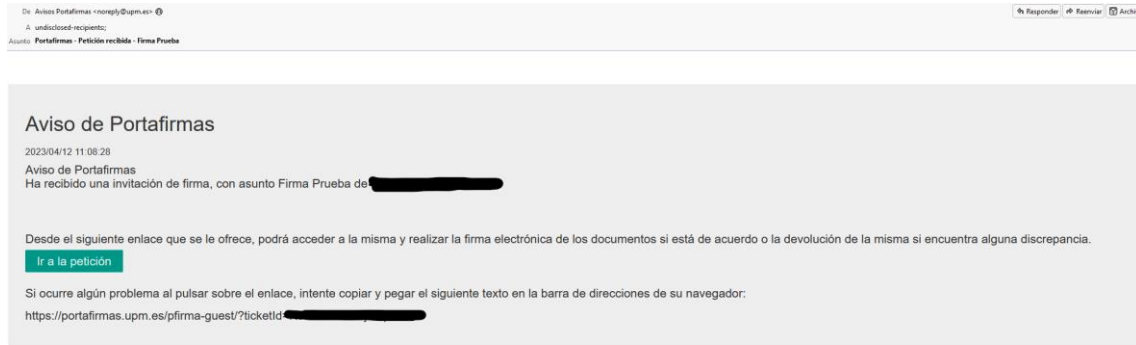 De Avisos Portafirmas <noreply@upm.es>
Responder Reenviar Archi
A undisclosed-recipients;
Asunto Portafirmas - Petición recibida - Firma Prueba
Aviso de Portafirmas
2023/04/12 11:08:28
Aviso de Portafirmas
Ha recibido una invitación de firma, con asunto Firma Prueba de
Desde el siguiente enlace que se le ofrece, podrá acceder a la misma y realizar la firma electrónica de los documentos si está de acuerdo o la devolución de la misma si encuentra alguna discrepancia.
Ir a la petición
Si ocurre algún problema al pulsar sobre el enlace, intente copiar y pegar el siguiente texto en la barra de direcciones de su navegador:
https://portafirmas.upm.es/pfirma-guest/?ticketId=